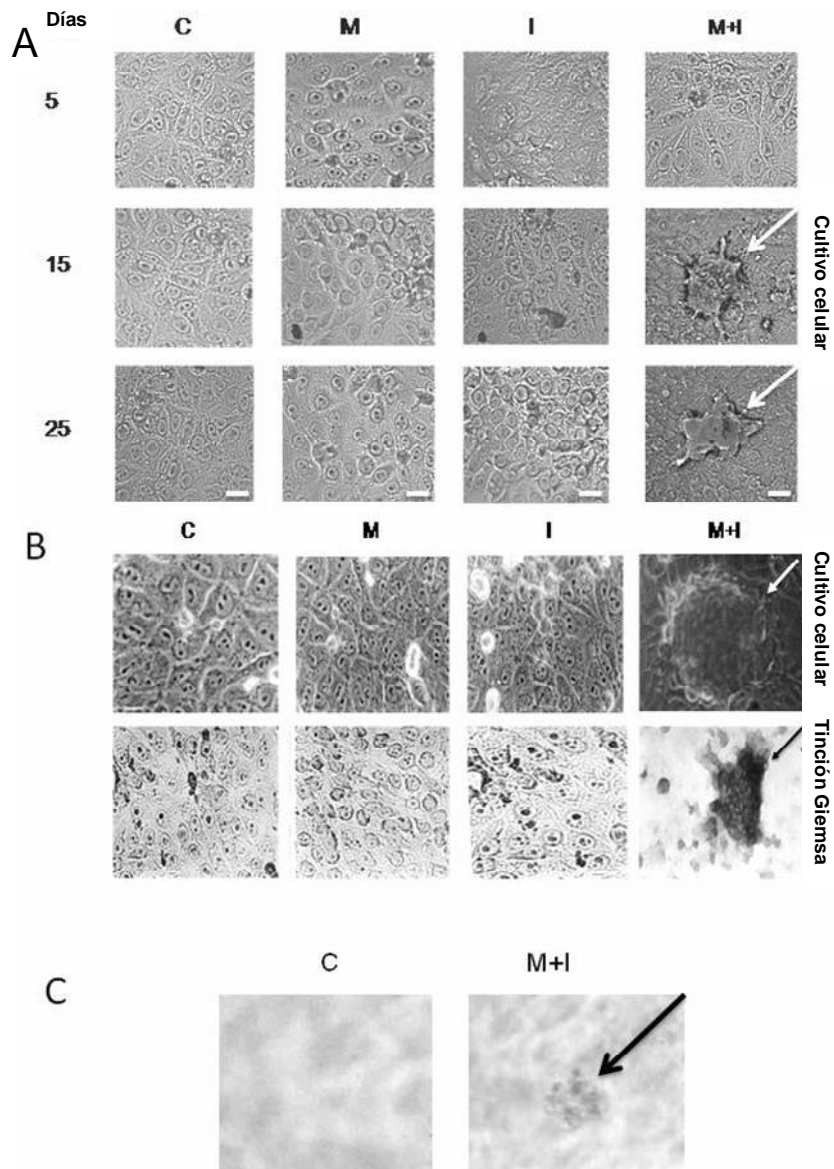 Días
A
C M I M+I
5
15
25
Cultivo celular
B
C M I M+I
Cultivo celular
Tinción Giemsa
C
C M+I